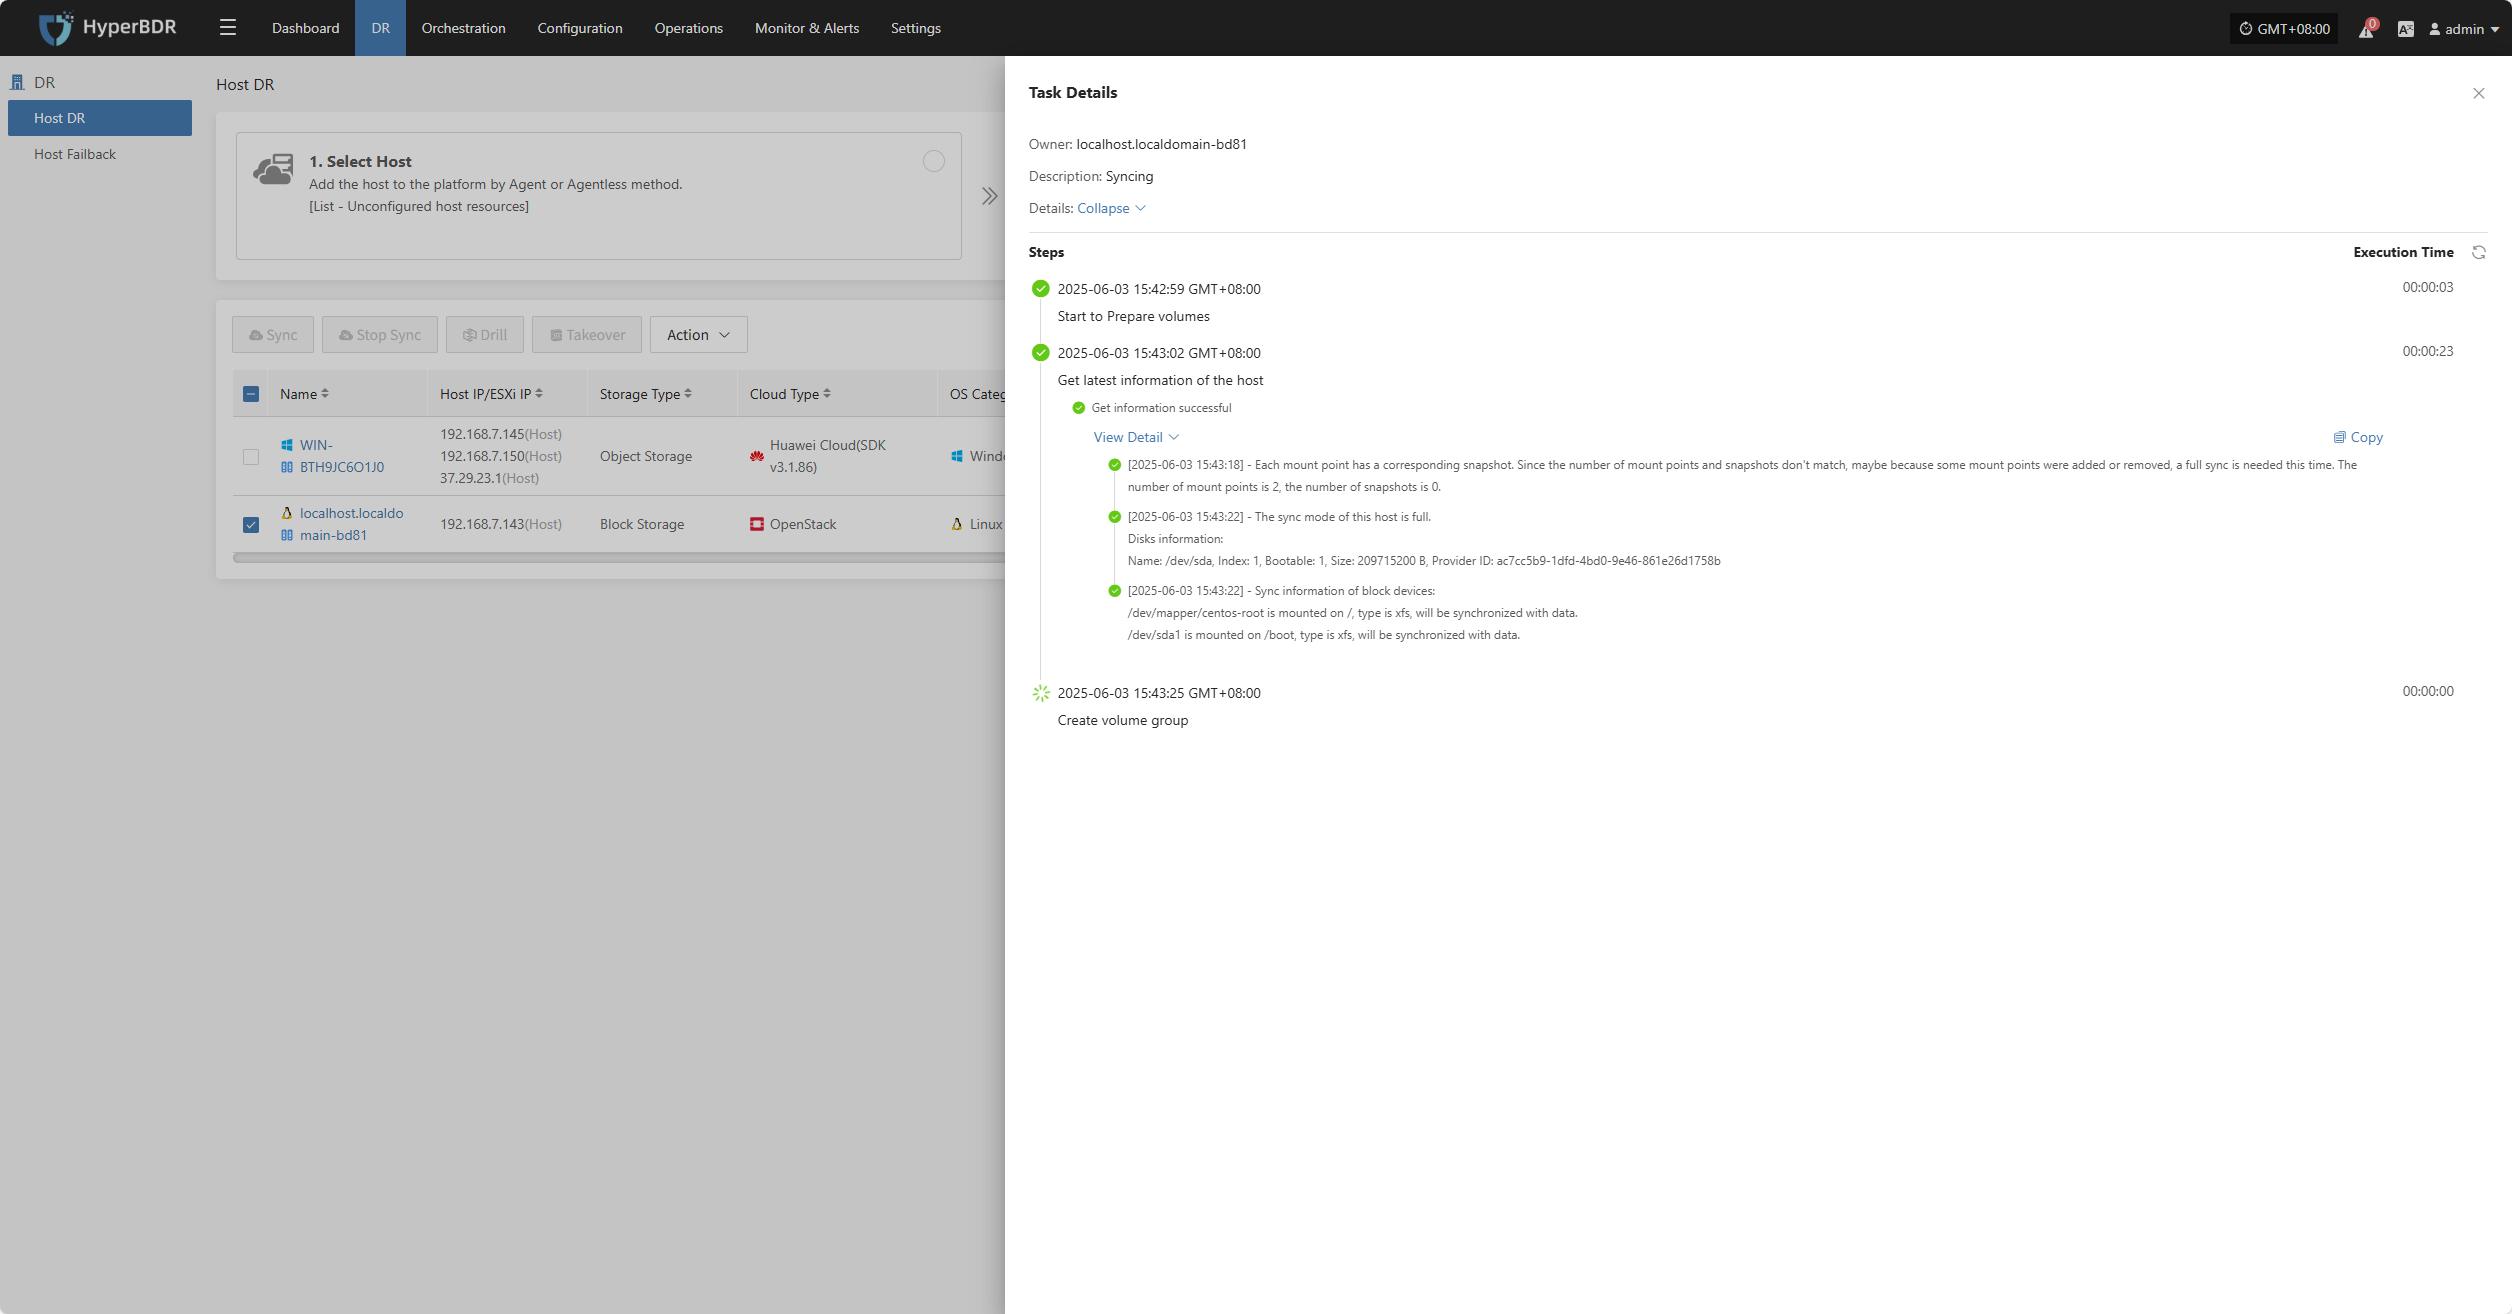 HyperBDR
Dashboard
DR
Orchestration
Configuration
Operations
Monitor & Alerts
Settings
GMT+08:00
0
admin
DR
Host DR
Host Failback
Host DR
1. Select Host
Add the host to the platform by Agent or Agentless method.
[List - Unconfigured host resources]
Sync
Stop Sync
Drill
Takeover
Action
Name
Host IP/ESXi IP
Storage Type
Cloud Type
OS Categ
WIN-
BTH9JC6O1J0
192.168.7.145(Host)
192.168.7.150(Host)
37.29.23.1(Host)
Object Storage
Huawei Cloud(SDK
v3.1.86)
Windo
localhost.localdo
main-bd81
192.168.7.143(Host)
Block Storage
OpenStack
Linux
Task Details
Owner: localhost.localdomain-bd81
Description: Syncing
Details: Collapse
Steps
Execution Time
2025-06-03 15:42:59 GMT+08:00
00:00:03
Start to Prepare volumes
2025-06-03 15:43:02 GMT+08:00
00:00:23
Get latest information of the host
Get information successful
View Detail
Copy
[2025-06-03 15:43:18] - Each mount point has a corresponding snapshot. Since the number of mount points and snapshots don't match, maybe because some mount points were added or removed, a full sync is needed this time. The
number of mount points is 2, the number of snapshots is 0.
[2025-06-03 15:43:22] - The sync mode of this host is full.
Disks information:
Name: /dev/sda, Index: 1, Bootable: 1, Size: 209715200 B, Provider ID: ac7cc5b9-1dfd-4bd0-9e46-861e26d1758b
[2025-06-03 15:43:22] - Sync information of block devices:
/dev/mapper/centos-root is mounted on /, type is xfs, will be synchronized with data.
/dev/sda1 is mounted on /boot, type is xfs, will be synchronized with data.
2025-06-03 15:43:25 GMT+08:00
00:00:00
Create volume group